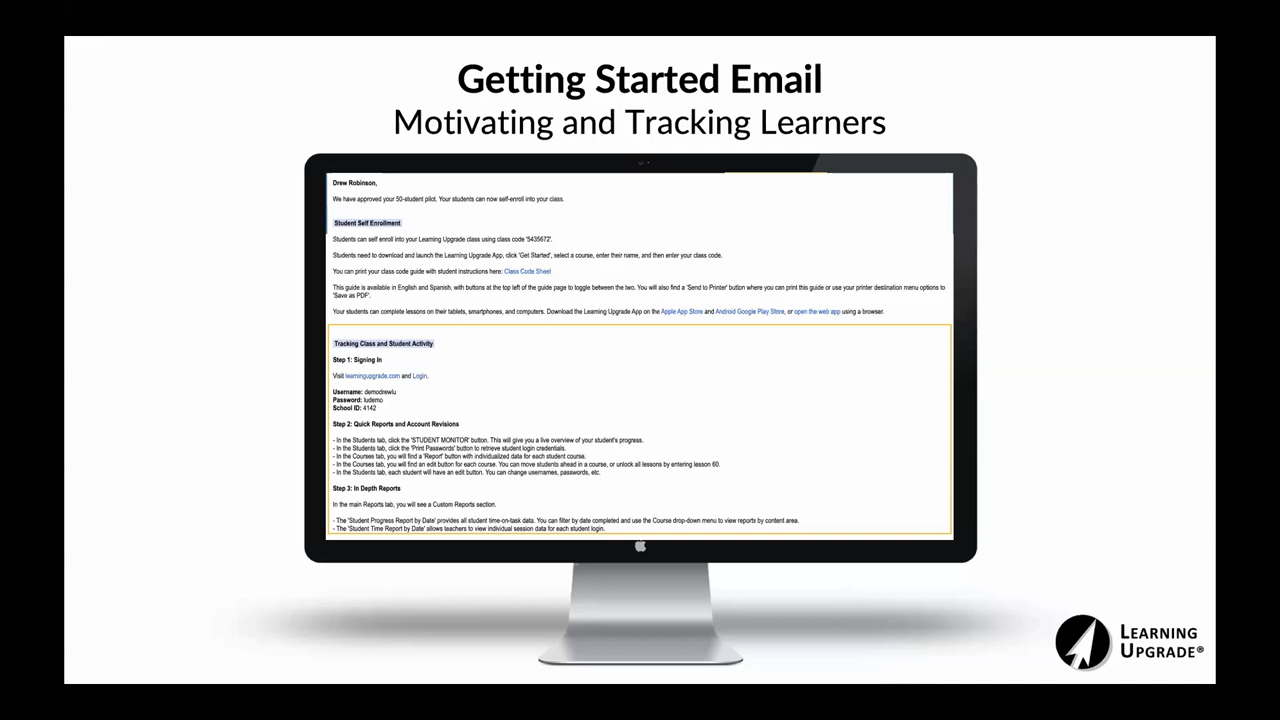 Getting Started Email
Motivating and Tracking Learners
Drew Robinson,
We have approved your 50-student pilot. Your students can now self-enroll into your class.
Student Self Enrollment
Students can self enroll into your Learning Upgrade class using class code '5435672'.
Students need to download and launch the Learning Upgrade App, click 'Get Started', select a course, enter their name, and then enter your class code.
You can print your class code guide with student instructions here: Class Code Sheet
This guide is available in English and Spanish, with buttons at the top left of the guide page to toggle between the two. You will also find a 'Send to Printer' button where you can print this guide or use your printer destination menu options to
'Save as PDF'.
Your students can complete lessons on their tablets, smartphones, and computers. Download the Learning Upgrade App on the Apple App Store and Android Google Play Store, or open the web app using a browser.
Tracking Class and Student Activity
Step 1: Signing In
Visit learningupgrade.com and Login.
Username: demodrewlu
Password: ludemo
School ID: 4142
Step 2: Quick Reports and Account Revisions
- In the Students tab, click the 'STUDENT MONITOR' button. This will give you a live overview of your student's progress.
- In the Students tab, click the 'Print Passwords' button to retrieve student login credentials.
- In the Courses tab, you will find a 'Report' button with individualized data for each student course.
- In the Courses tab, you will find an edit button for each course. You can move students ahead in a course, or unlock all lessons by entering lesson 60.
- In the Students tab, each student will have an edit button. You can change usernames, passwords, etc.
Step 3: In Depth Reports
In the main Reports tab, you will see a Custom Reports section.
- The 'Student Progress Report by Date' provides all student time-on-task data. You can filter by date completed and use the Course drop-down menu to view reports by content area.
- The 'Student Time Report by Date' allows teachers to view individual session data for each student login.
LEARNING
UPGRADE®